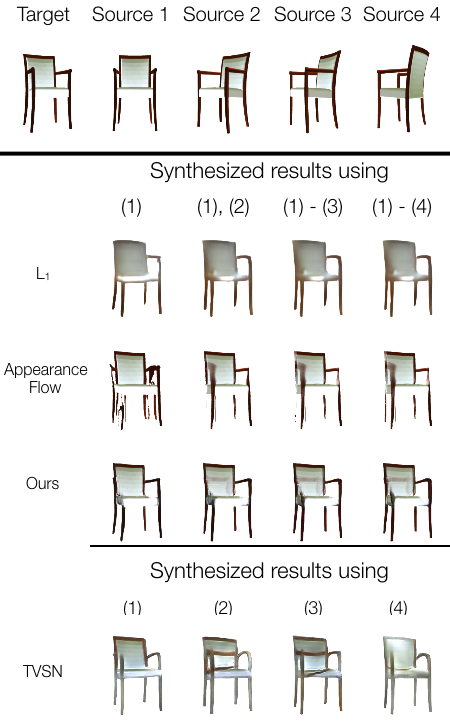 Target Source 1 Source 2 Source 3 Source 4
Synthesized results using
(1) (1), (2) (1) - (3) (1) - (4)
L₁
Appearance
Flow
Ours
Synthesized results using
(1) (2) (3) (4)
TVSN